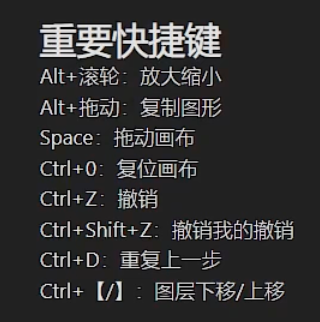 重要快捷键
Alt+滚轮：放大缩小
Alt+拖动：复制图形
Space：拖动画布
Ctrl+0：复位画布
Ctrl+Z：撤销
Ctrl+Shift+Z：撤销我的撤销
Ctrl+D：重复上一步
Ctrl+【/】：图层下移/上移